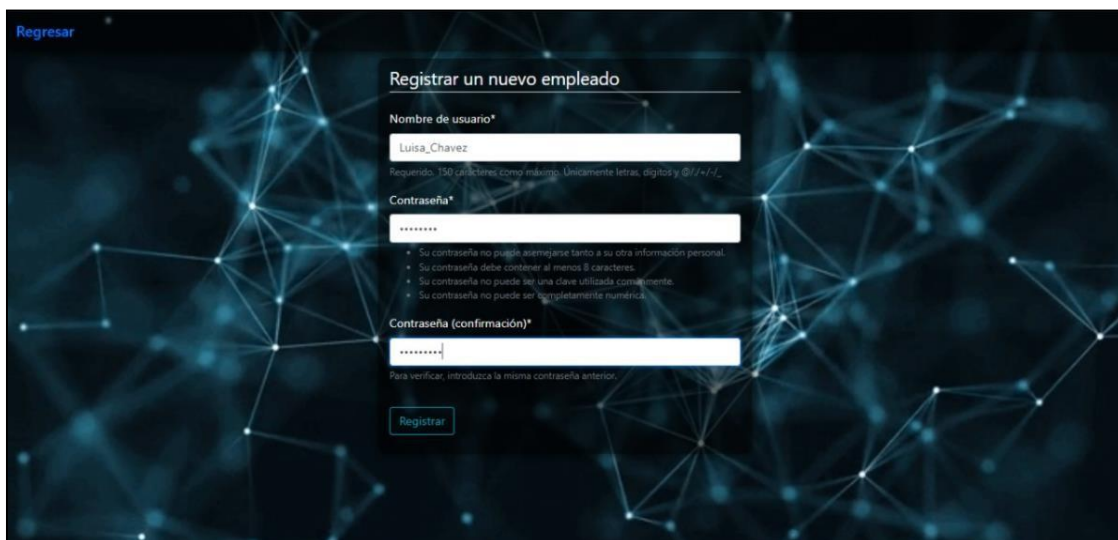 Regresar
Registrar un nuevo empleado
Nombre de usuario*
Luisa_Chavez
Requerido. 150 carácteres como máximo. Únicamente letras, dígitos y @/./+/-/_
Contraseña*
••••••••
Su contraseña no puede asemejarse tanto a su otra información personal.
Su contraseña debe contener al menos 8 caracteres.
Su contraseña no puede ser una clave utilizada comúnmente.
Su contraseña no puede ser completamente numérica.
Contraseña (confirmación)*
•••••••••
Para verificar, introduzca la misma contraseña anterior.
Registrar